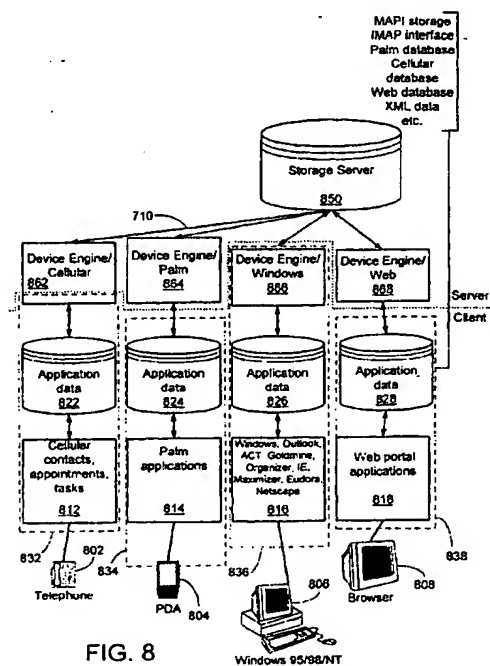 MAPI storage
IMAP interface
Palm database
Cellular
database
Web database
XML data
etc.
Storage Server
850
710
Device Engine/
Cellular
862
Device Engine/
Palm
864
Device Engine/
Windows
866
Device Engine/
Web
868
Server
Client
Application
data
822
Application
data
824
Application
data
826
Application
data
828
Cellular
contacts,
appointments,
tasks
812
Palm
applications
814
Windows, Outlook,
ACT Goldmine,
Organizer, IE,
Maximizer, Eudora,
Netscape
816
Web portal
applications
818
832
802
Telephone
834
PDA
804
836
806
Windows 95/98/NT
838
808
Browser
FIG. 8